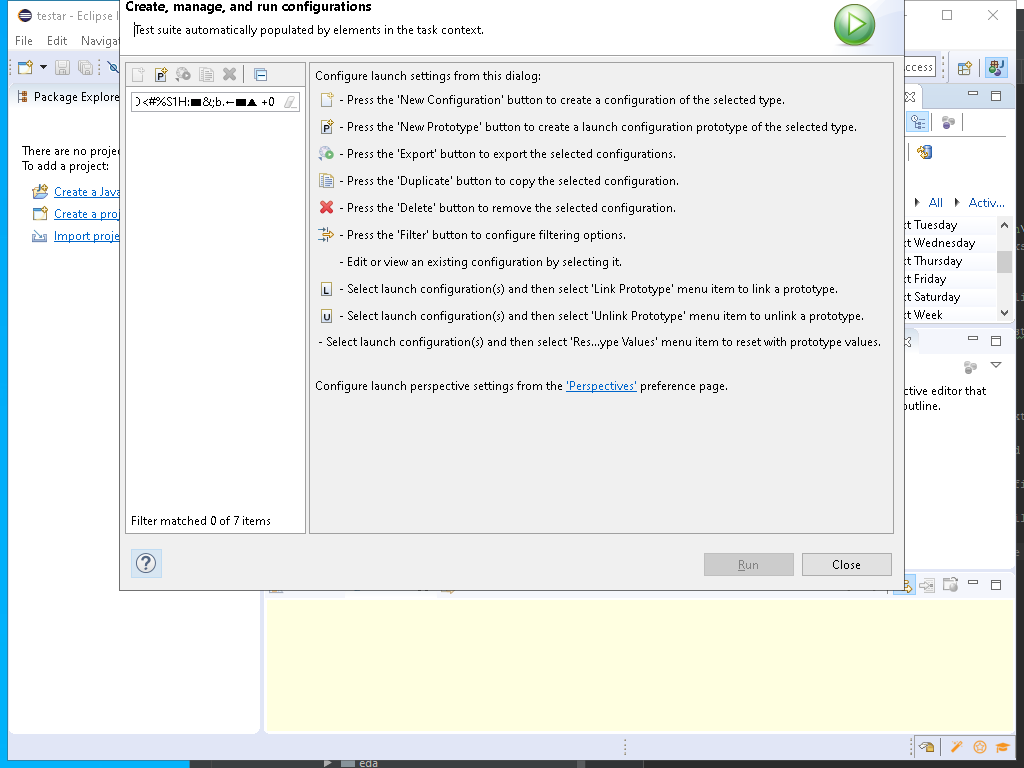 testar - Eclipse
Create, manage, and run configurations
Test suite automatically populated by elements in the task context.
File Edit
Package Explore
There are no
To add a project:
Create a Java
Create a
Import
Configure launch settings from this dialog:
- Press the 'New Configuration' button to create a configuration of the selected type.
- Press the 'New Prototype' button to create a launch configuration prototype of the selected type.
- Press the 'Export' button to export the selected configurations.
- Press the 'Duplicate' button to copy the selected configuration.
- Press the 'Delete' button to remove the selected configuration.
- Press the 'Filter' button to configure filtering options.
- Edit or view an existing configuration by selecting it.
- Select launch configuration(s) and then select 'Link Prototype' menu item to link a prototype.
- Select launch configuration(s) and then select 'Unlink Prototype' menu item to unlink a prototype.
- Select launch configuration(s) and then select 'Res...ype Values' menu item to reset with prototype values.
Configure launch perspective settings from the 'Perspectives' preference page.
Filter matched 0 of 7 items
Run Close
All Activ...
Tuesday
Wednesday
Thursday
Friday
Saturday
Week
editor that
outline.
eda